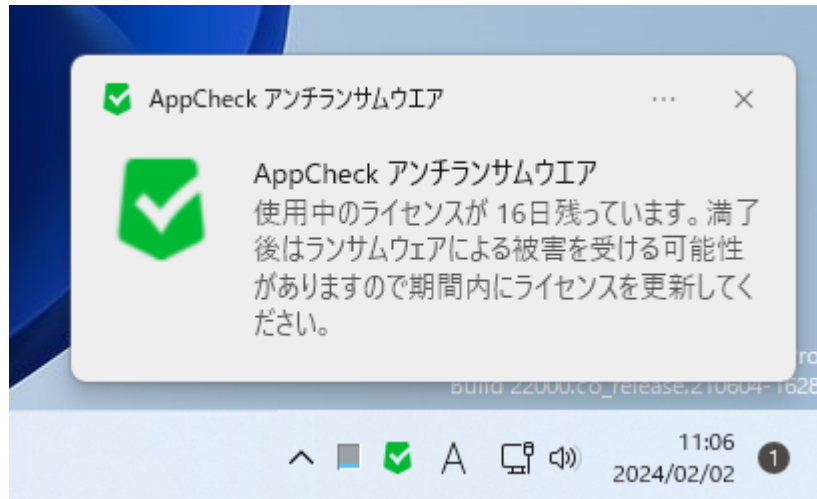 AppCheck アンチランサムウエア
AppCheck アンチランサムウエア
使用中のライセンスが 16日残っています。満了
後はランサムウェアによる被害を受ける可能性
がありますので期間内にライセンスを更新してく
ださい。
Build 22000.co_release.210604-1628
A
11:06
2024/02/02
1